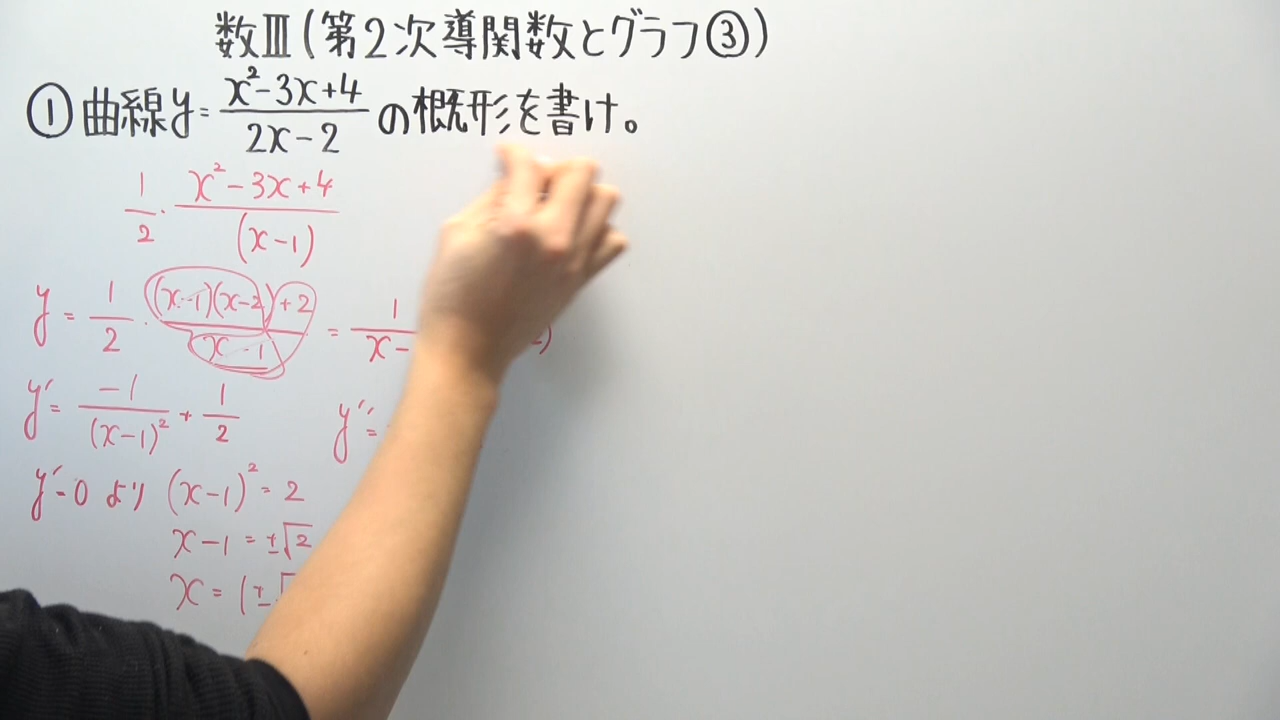 数Ⅲ(第2次導関数とグラフ③)
①曲線y=(x²-3x+4)/(2x-2)の概形を書け。
1/2・(x²-3x+4)/(x-1)
y=1/2・((x-1)(x-2)+2)/(x-1)=1/x-
y'=-1/(x-1)²+1/2 y''=
y'=0より(x-1)²=2
x-1=±√2
x=1±√